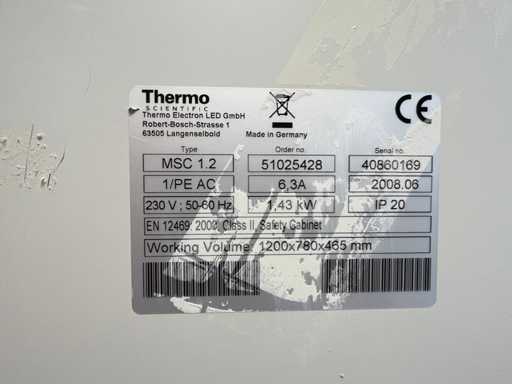 Thermo
SCIENTIFIC
Thermo Electron LED GmbH
Robert-Bosch-Strasse 1
63505 Langenselbold
Made in Germany
CE
Type Order no. Serial no.
MSC 1.2 51025428 40860169
1/PE AC 6,3A 2008.06
230 V ; 50-60 Hz 1,43 kW IP 20
EN 12469: 2000, Class II, Safety Cabinet
Working Volume: 1200x780x465 mm